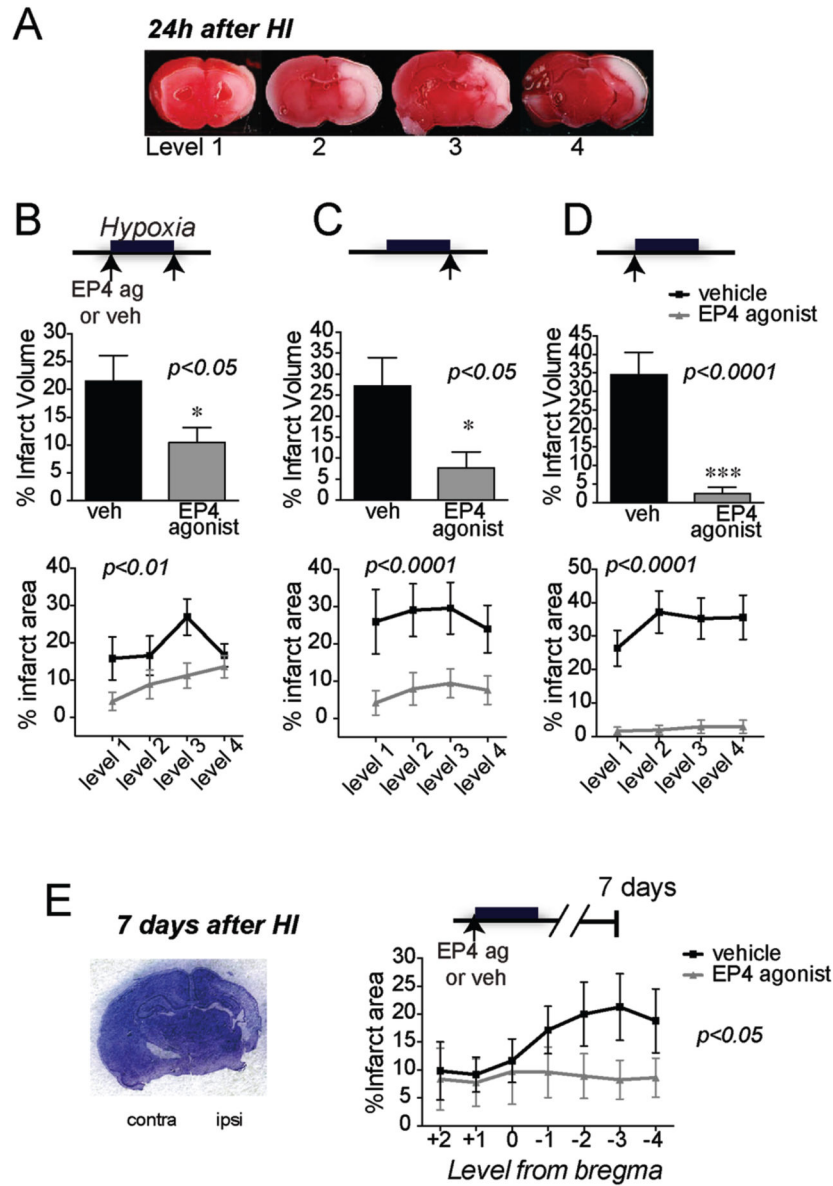 A
24h after HI
Level 1 2 3 4
B
Hypoxia
EP4 ag
or veh
% Infarct Volume
30
25
20
15
10
5
0
p<0.05
*
veh
EP4
agonist
% infarct area
40
30
20
10
0
p<0.01
level 1
level 2
level 3
level 4
C
% Infarct Volume
40
35
30
25
20
15
10
5
0
p<0.05
*
veh
EP4
agonist
% infarct area
40
30
20
10
0
p<0.0001
level 1
level 2
level 3
level 4
D
vehicle
EP4 agonist
% Infarct Volume
45
40
35
30
25
20
15
10
5
0
p<0.0001
***
veh
EP4
agonist
% infarct area
50
40
30
20
10
0
p<0.0001
level 1
level 2
level 3
level 4
E
7 days after HI
contra ipsi
7 days
EP4 ag
or veh
vehicle
EP4 agonist
p<0.05
%Infarct area
30
25
20
15
10
5
0
+2 +1 0 -1 -2 -3 -4
Level from bregma